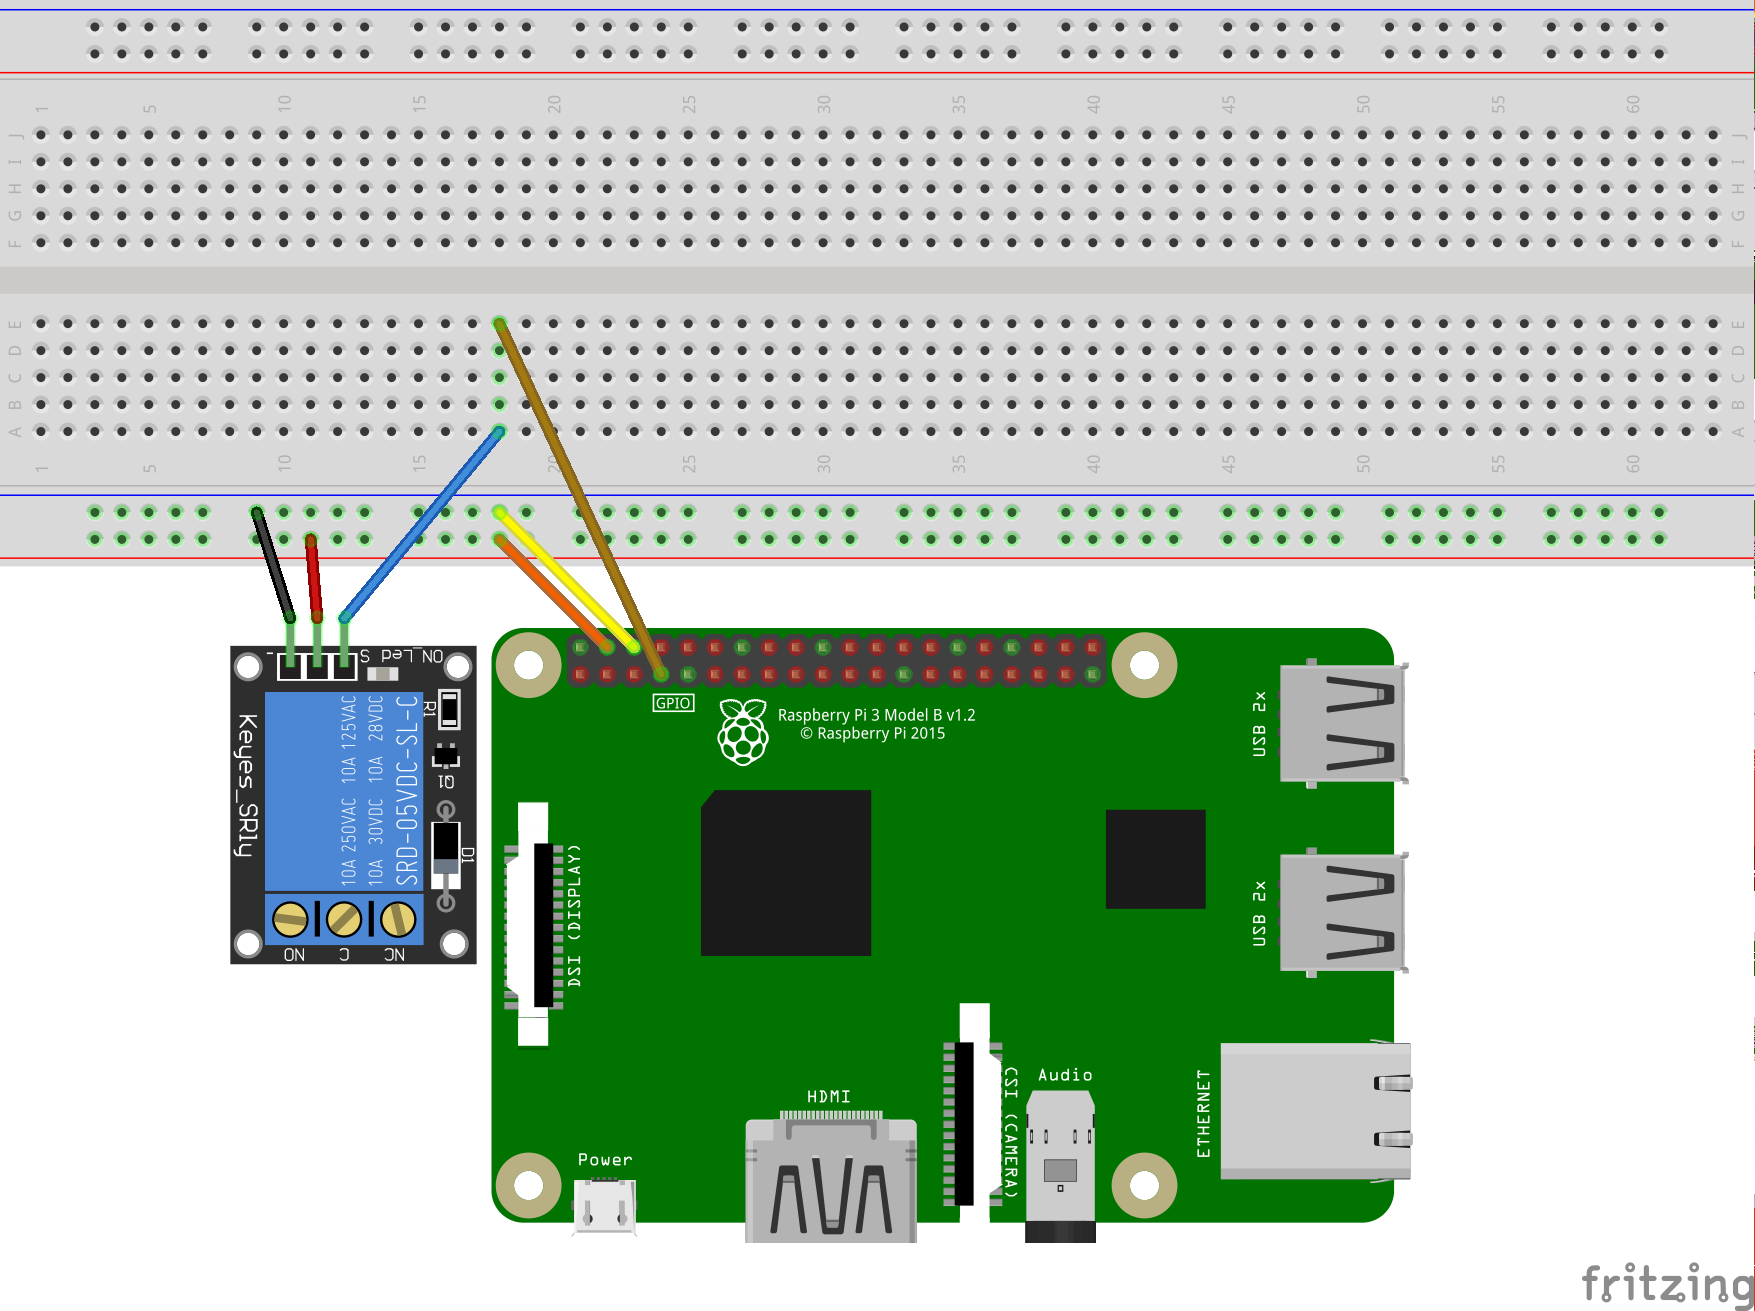 1 5 10 15 20 25 30 35 40 45 50 55 60
J J
I I
H H
G G
F F
E E
D D
C C
B B
A A
1 5 10 15 20 25 30 35 40 45 50 55 60
- S ON_Led
Keyes_SRly
10A 250VAC 10A 125VAC
10A 30VDC 10A 28VDC
SRD-05VDC-SL-C
R1
Q1
D1
NO C NC
GPIO
Raspberry Pi 3 Model B v1.2
© Raspberry Pi 2015
USB 2x
USB 2x
DSI (DISPLAY)
CSI (CAMERA)
Audio
ETHERNET
HDMI
Power
fritzing